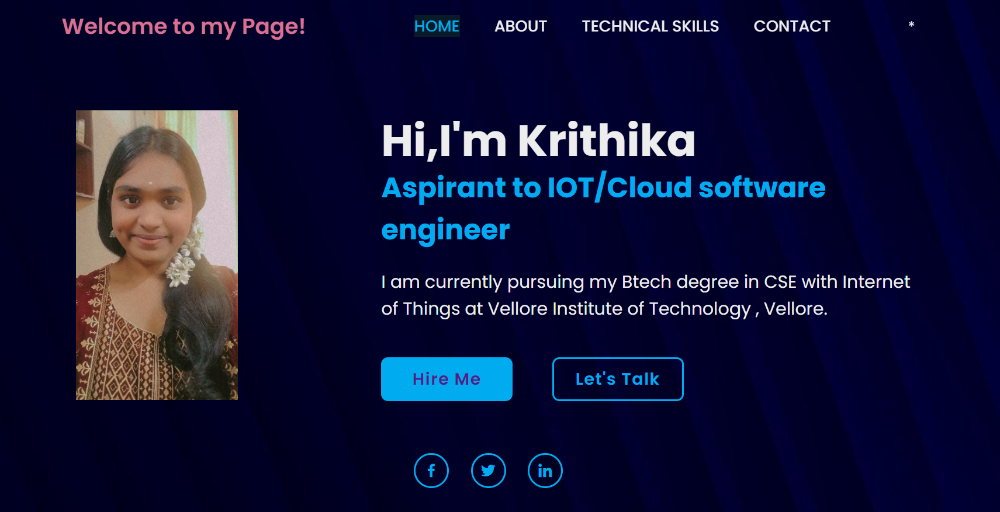 Welcome to my Page!
HOME ABOUT TECHNICAL SKILLS CONTACT *
Hi,I'm Krithika
Aspirant to IOT/Cloud software
engineer
I am currently pursuing my Btech degree in CSE with Internet
of Things at Vellore Institute of Technology , Vellore.
Hire Me Let's Talk